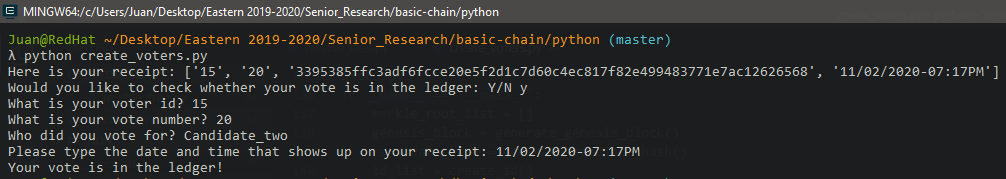 MINGW64:/c/Users/Juan/Desktop/Eastern 2019-2020/Senior_Research/basic-chain/python
Juan@RedHat ~/Desktop/Eastern 2019-2020/Senior_Research/basic-chain/python (master)
λ python create_voters.py
Here is your receipt: ['15', '20', '3395385ffc3adf6fcce20e5f2d1c7d60c4ec817f82e499483771e7ac12626568', '11/02/2020-07:17PM']
Would you like to check whether your vote is in the ledger: Y/N y
What is your voter id? 15
What is your vote number? 20
Who did you vote for? Candidate_two
Please type the date and time that shows up on your receipt: 11/02/2020-07:17PM
Your vote is in the ledger!